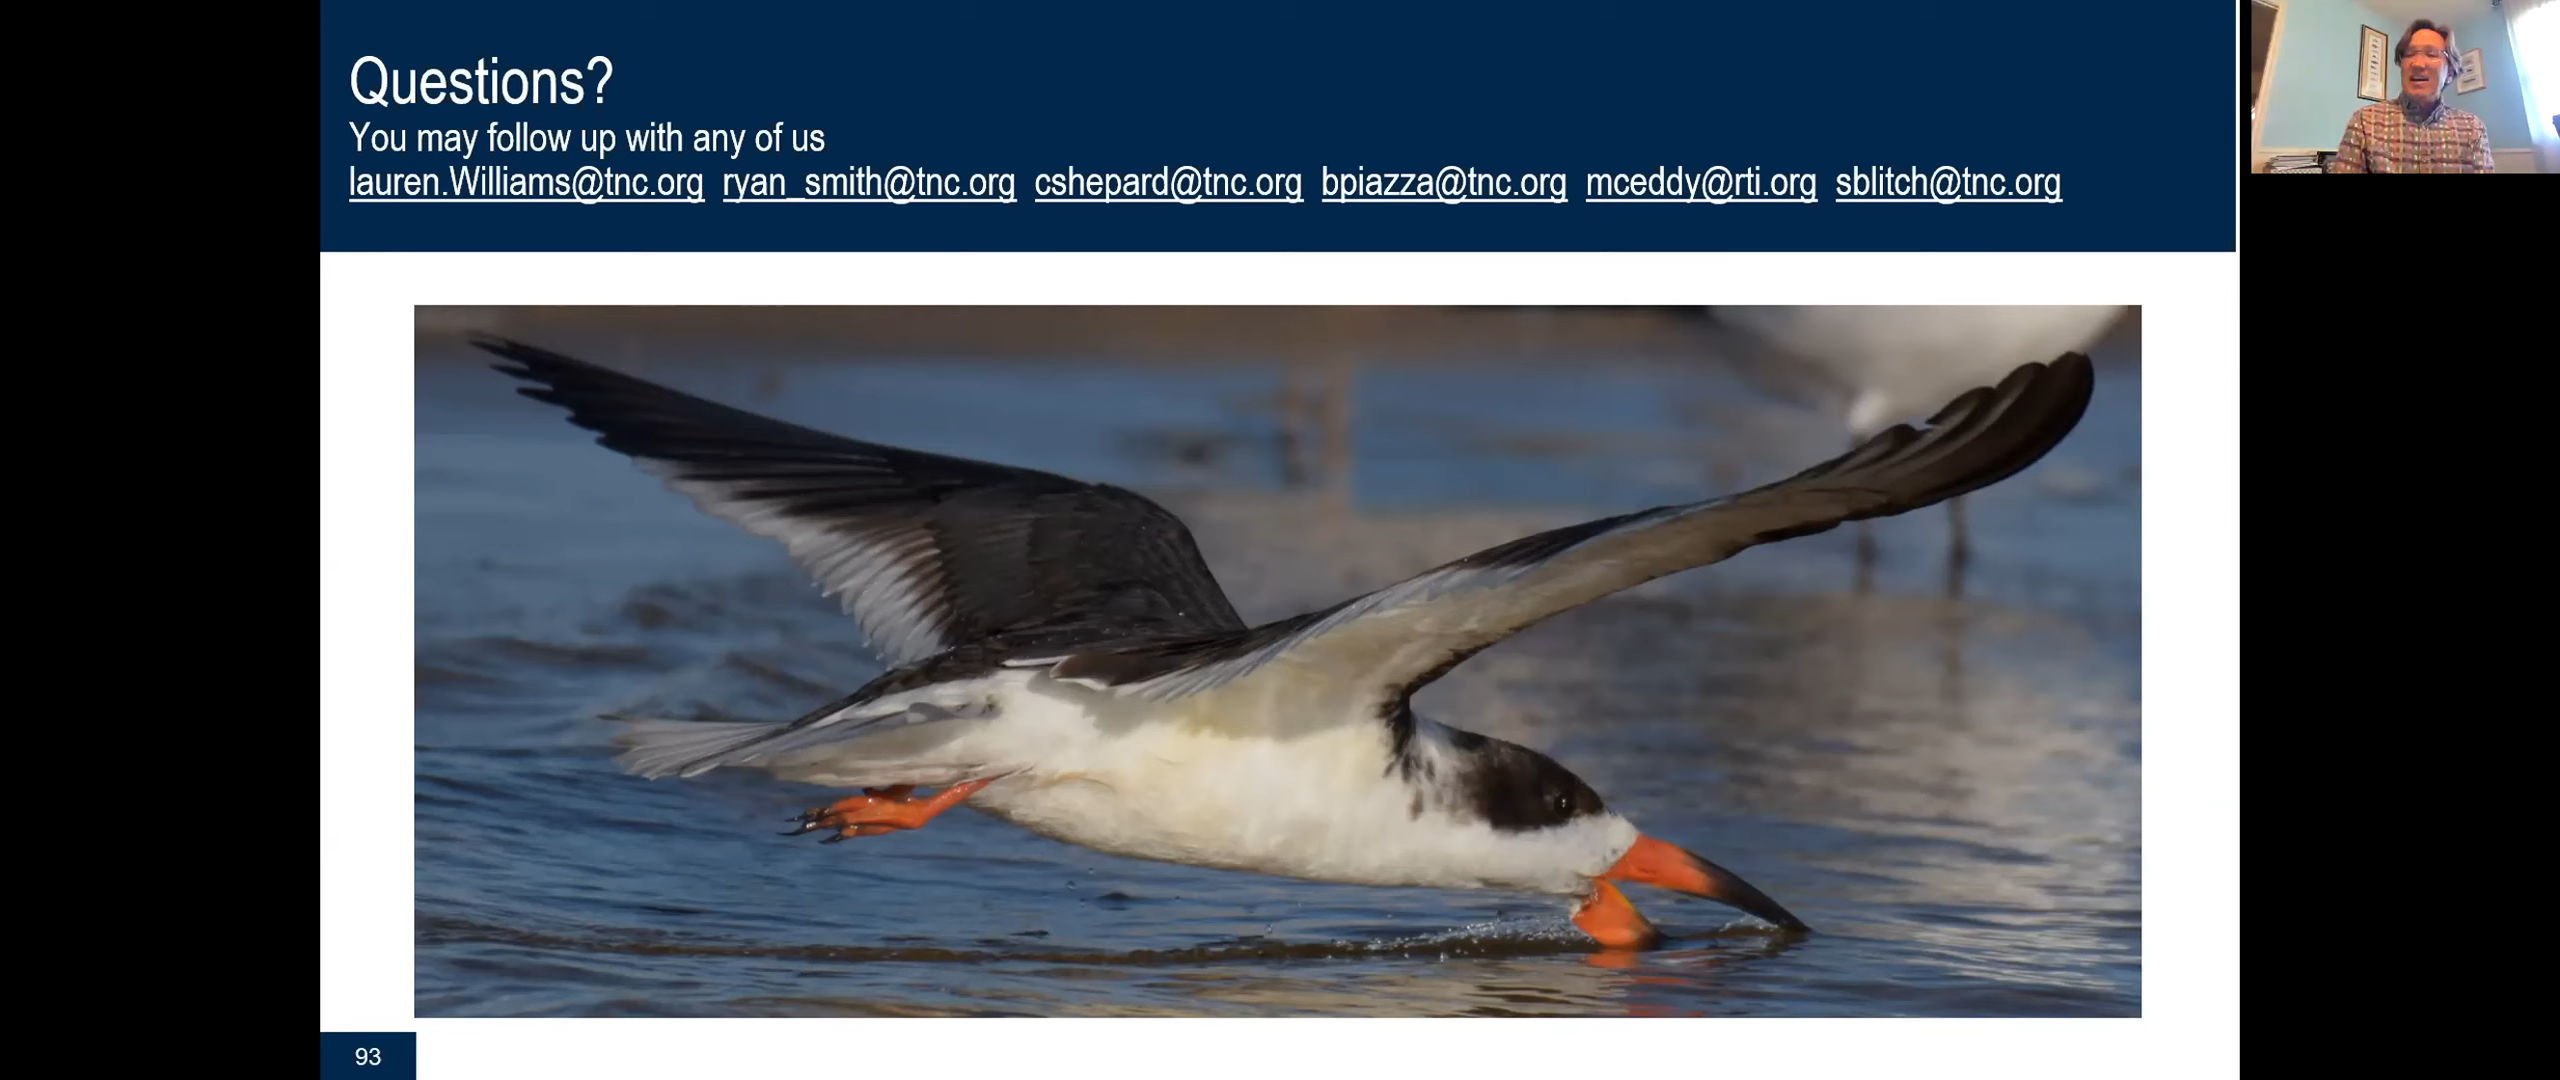 Questions?
You may follow up with any of us
lauren.Williams@tnc.org ryan_smith@tnc.org cshepard@tnc.org bpiazza@tnc.org mceddy@rti.org sblitch@tnc.org
93